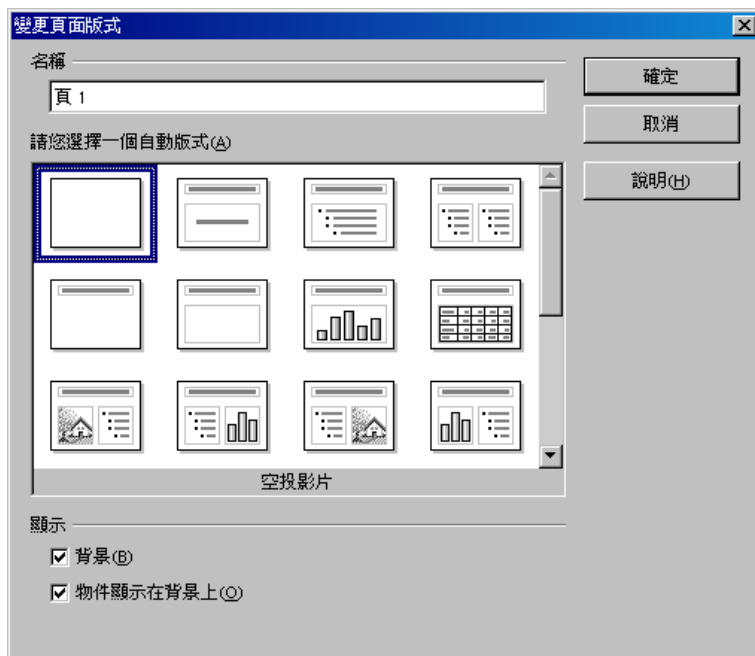 變更頁面版式
名稱
頁 1
確定
取消
說明(H)
請您選擇一個自動版式(A)
空投影片
顯示
背景(B)
物件顯示在背景上(O)